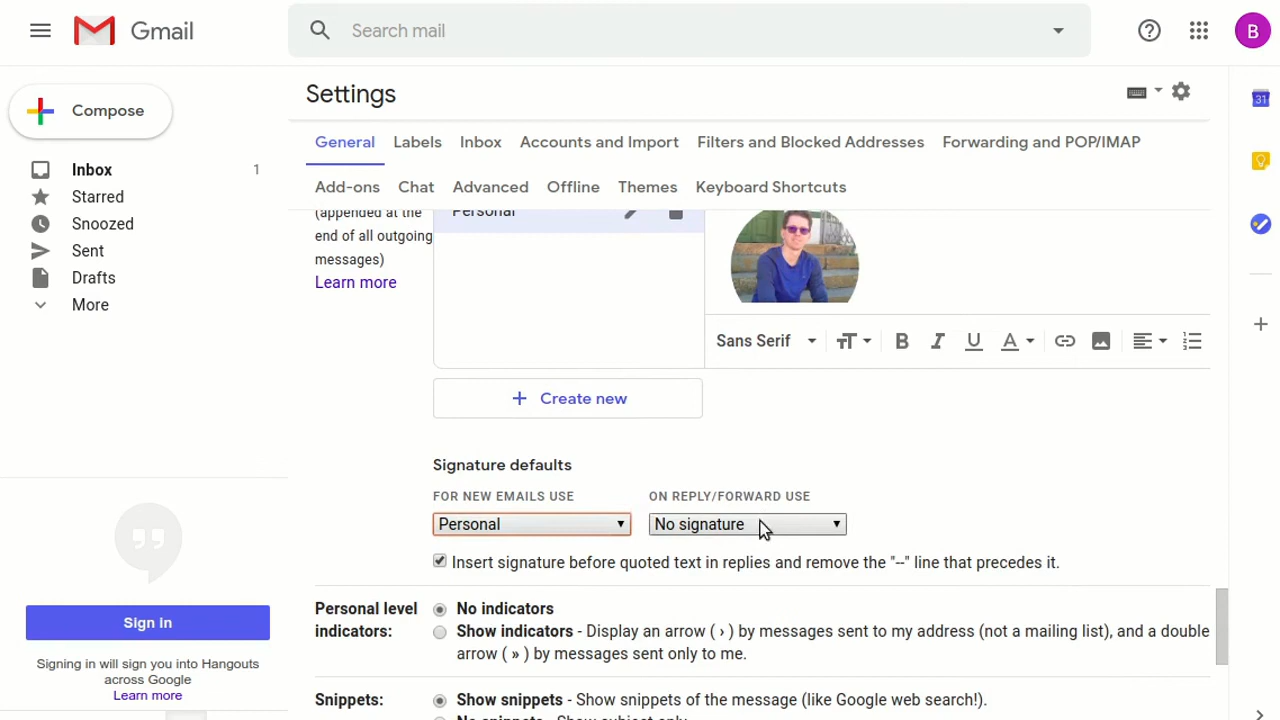 Gmail
Search mail
B
Compose
Inbox 1
Starred
Snoozed
Sent
Drafts
More
Sign in
Signing in will sign you into Hangouts
across Google
Learn more
Settings
General Labels Inbox Accounts and Import Filters and Blocked Addresses Forwarding and POP/IMAP
Add-ons Chat Advanced Offline Themes Keyboard Shortcuts
(appended at the
end of all outgoing
messages)
Learn more
Personal
Sans Serif
B I U A
+ Create new
Signature defaults
FOR NEW EMAILS USE ON REPLY/FORWARD USE
Personal No signature
Insert signature before quoted text in replies and remove the "--" line that precedes it.
Personal level
indicators:
No indicators
Show indicators - Display an arrow ( › ) by messages sent to my address (not a mailing list), and a double
arrow ( » ) by messages sent only to me.
Snippets:
Show snippets - Show snippets of the message (like Google web search!).
No snippets - Show subject only.
31